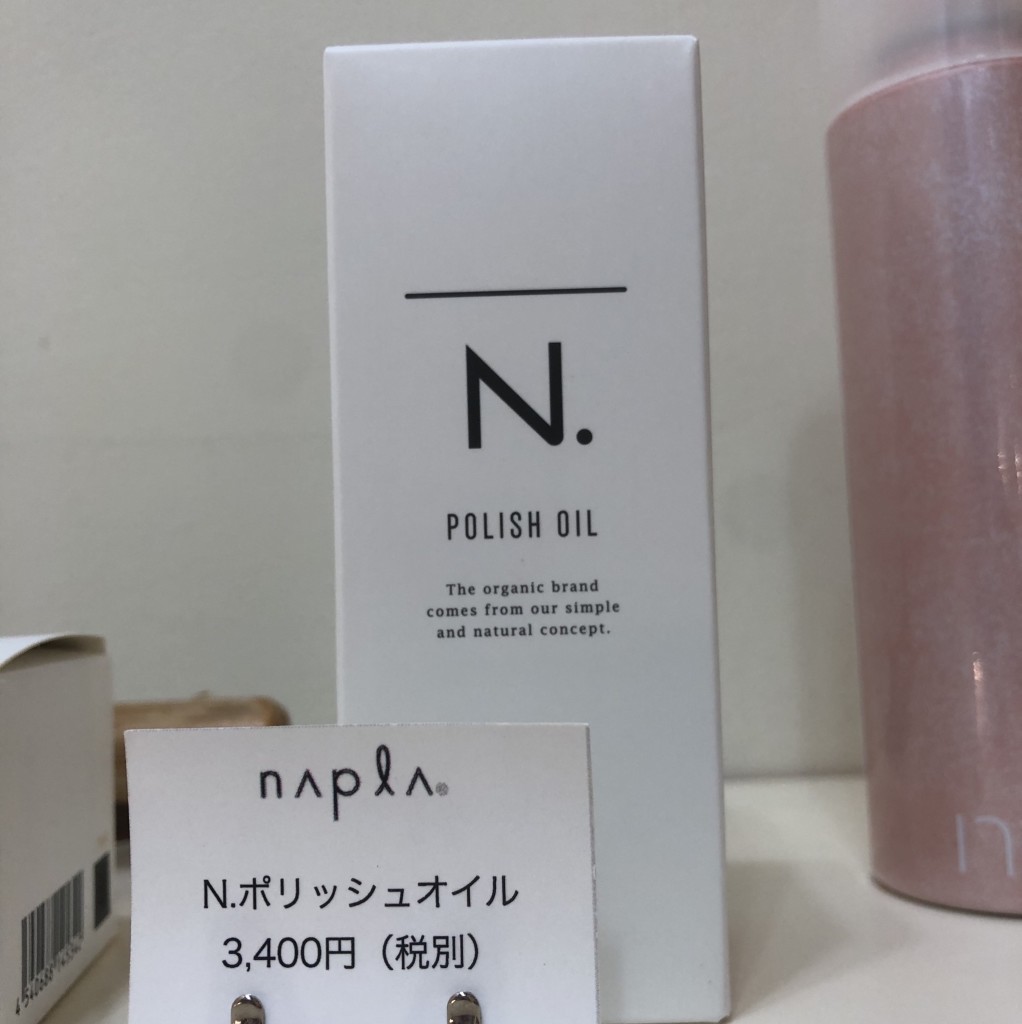 N.
POLISH OIL
The organic brand
comes from our simple
and natural concept.
napla
N.ポリッシュオイル
3,400円（税別）